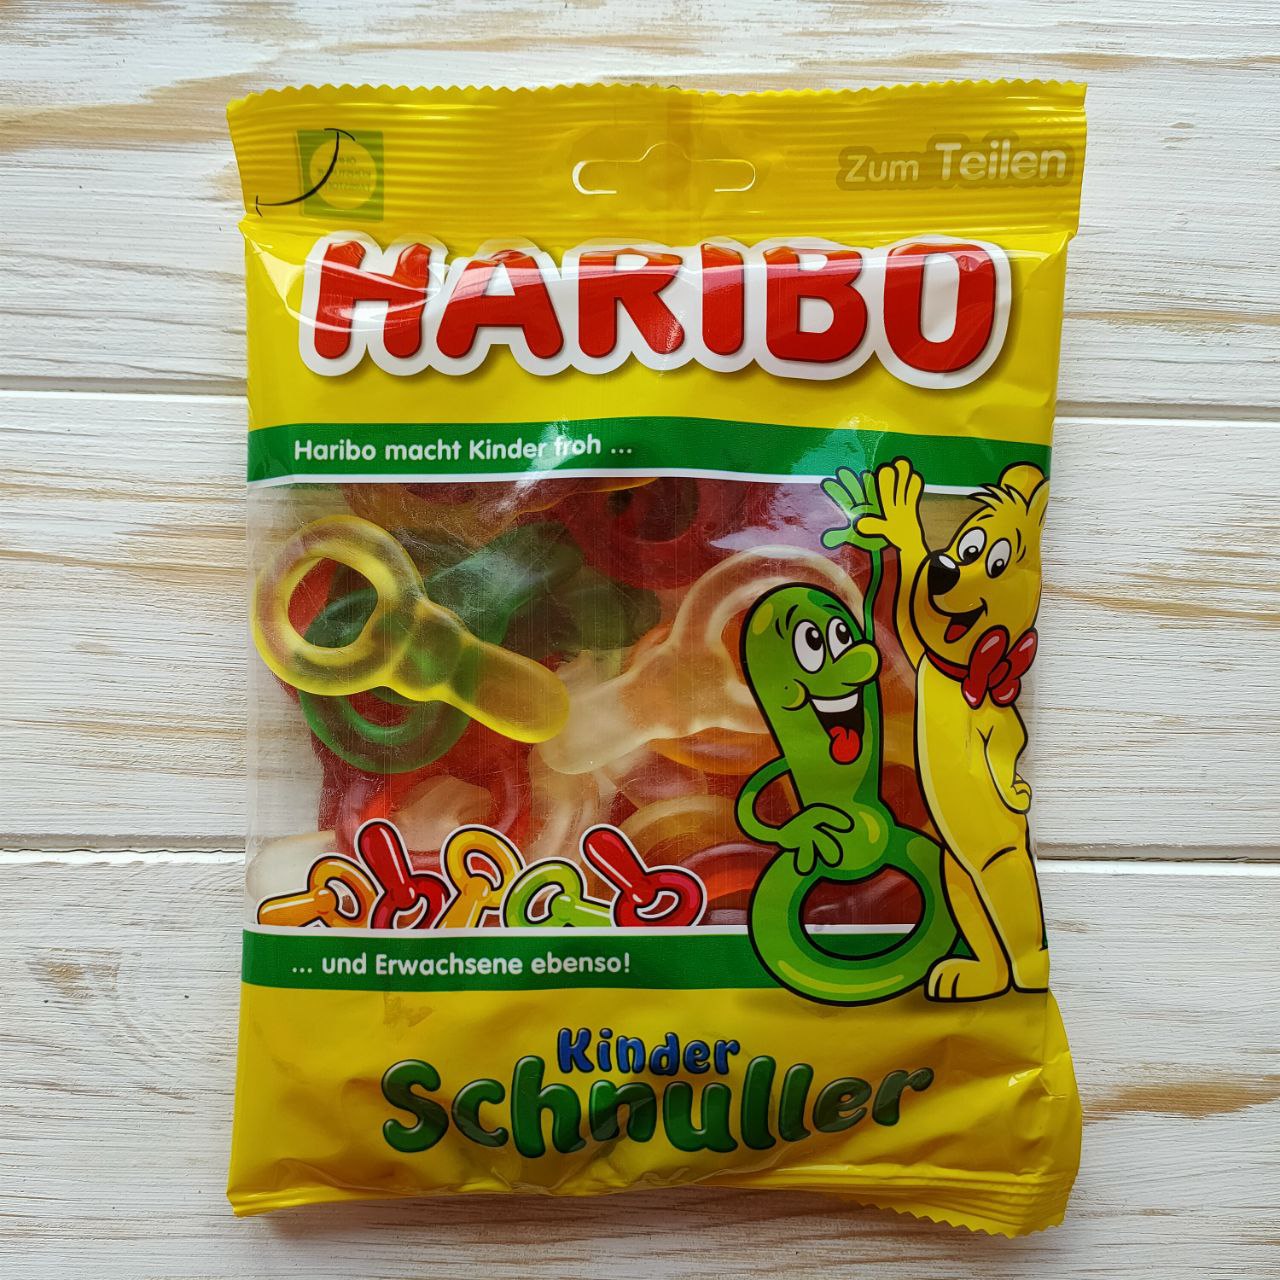 Zum Teilen
HARIBO
Haribo macht Kinder froh ...
... und Erwachsene ebenso!
Kinder
Schnuller